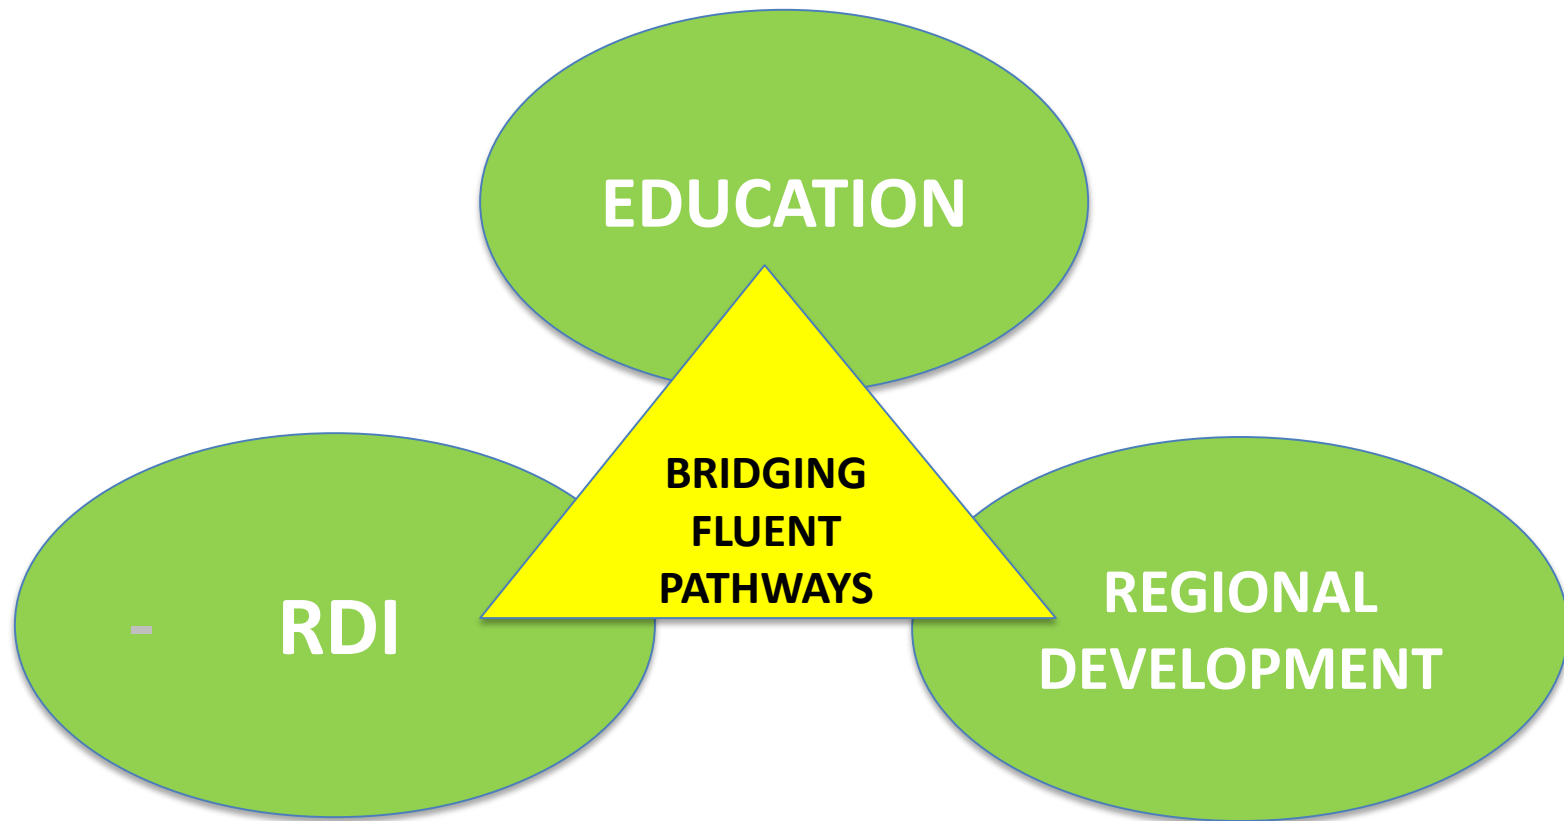 EDUCATION
BRIDGING
FLUENT
PATHWAYS
RDI
REGIONAL
DEVELOPMENT